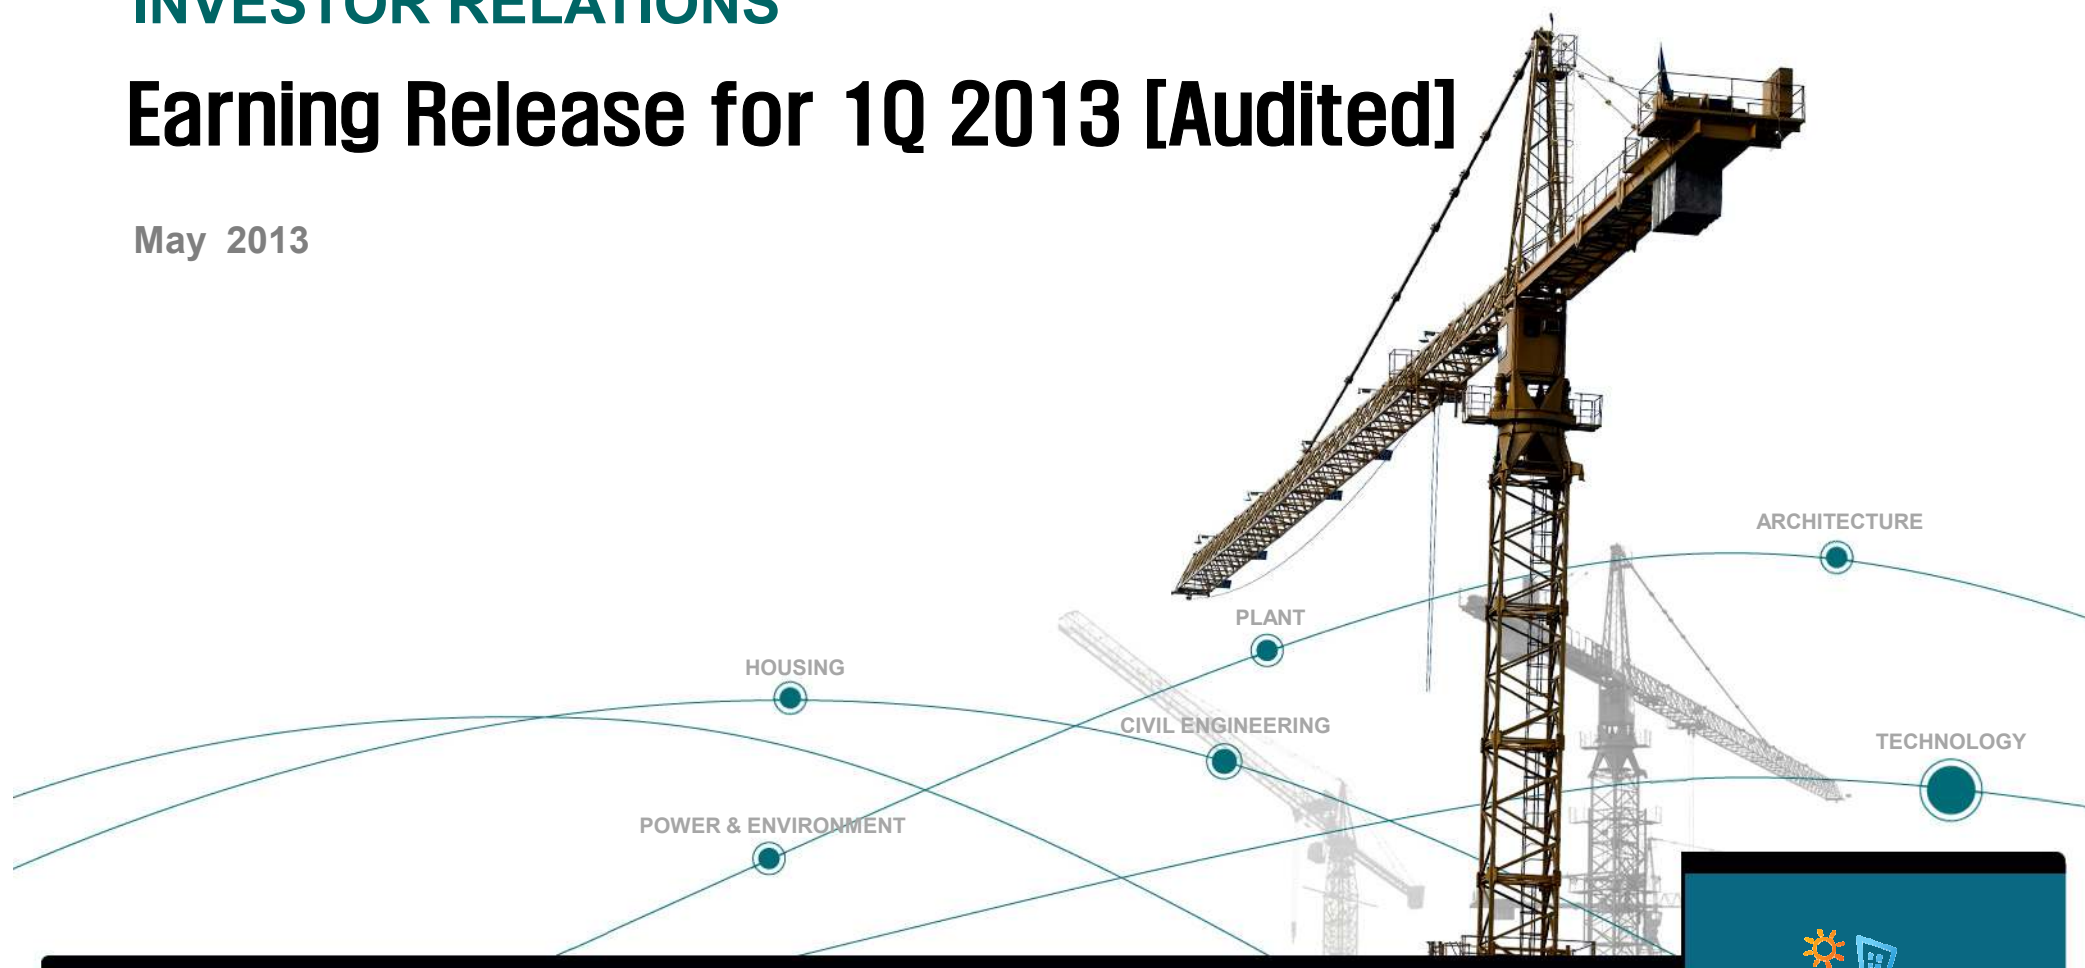 INVESTOR RELATIONS
Earning Release for 1Q 2013 [Audited]
May 2013
ARCHITECTURE
PLANT
HOUSING
CIVIL ENGINEERING
TECHNOLOGY
POWER & ENVIRONMENT